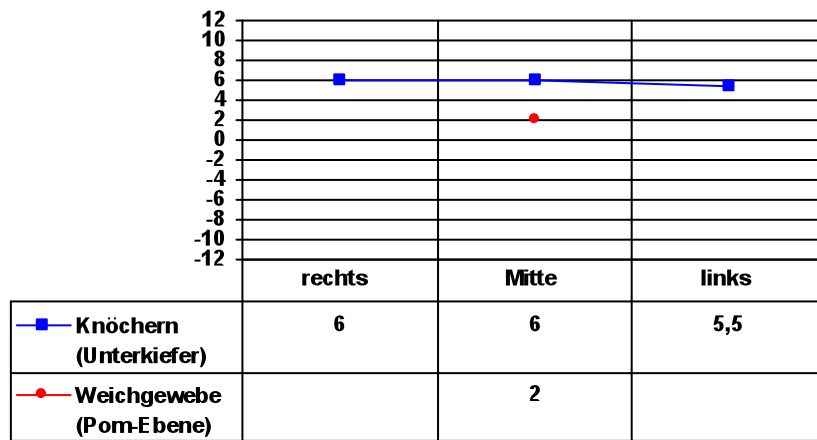 12
10
8
6
4
2
0
-2
-4
-6
-8
-10
-12
rechts Mitte links
Knöchern
(Unterkiefer)
6 6 5,5
Weichgewebe
(Pom-Ebene)
2